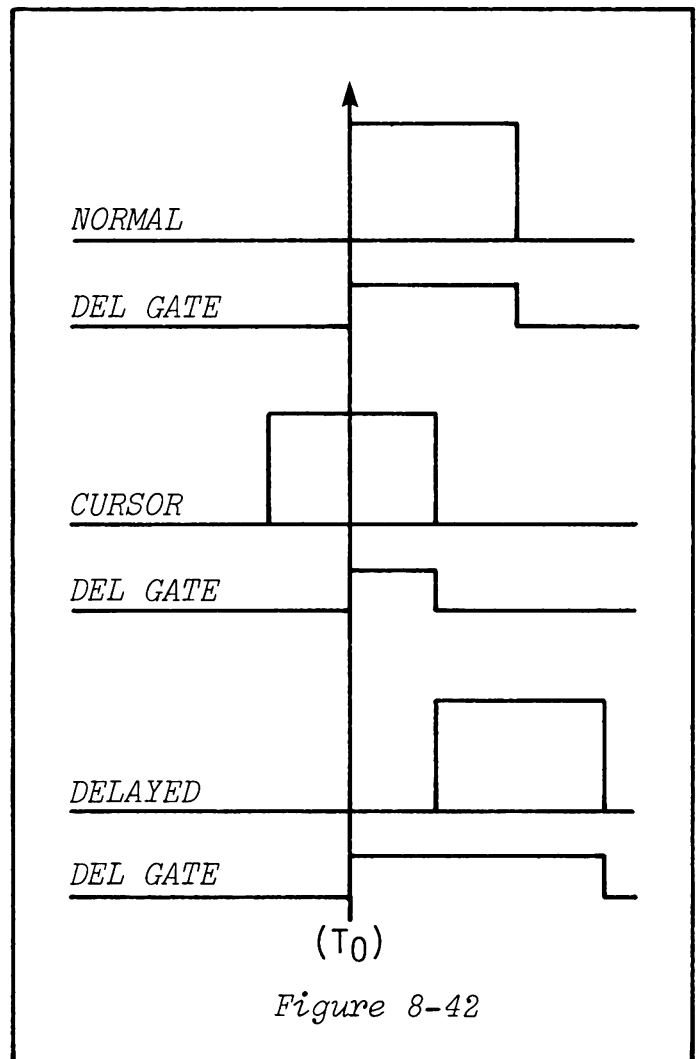 NORMAL
DEL GATE
CURSOR
DEL GATE
DELAYED
DEL GATE
(T0)
Figure 8-42